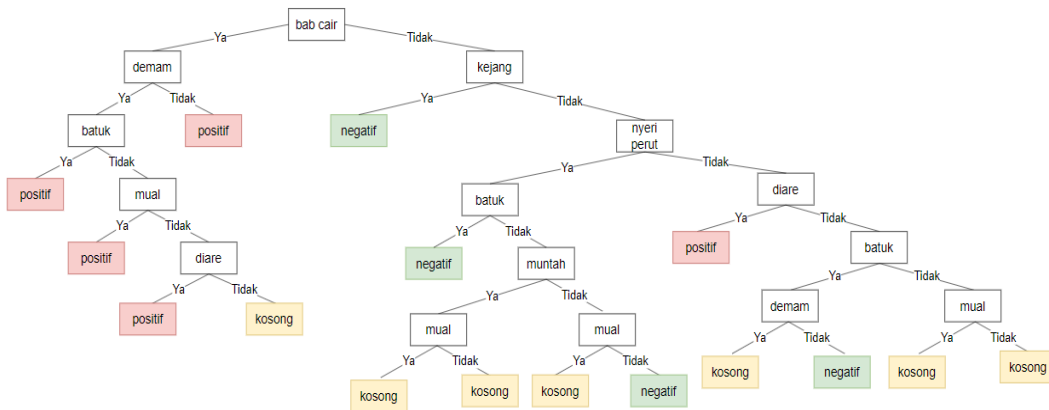 bab cair
Ya
Tidak
demam
kejang
Ya
Tidak
Ya
Tidak
batuk
positif
negatif
nyeri
perut
Ya
Tidak
Ya
Tidak
positif
mual
batuk
diare
Ya
Tidak
Ya
Tidak
Ya
Tidak
positif
diare
negatif
muntah
positif
batuk
Ya
Tidak
Ya
Tidak
Ya
Tidak
positif
kosong
mual
mual
demam
mual
Ya
Tidak
Ya
Tidak
Ya
Tidak
Ya
Tidak
kosong
kosong
kosong
negatif
kosong
negatif
kosong
kosong